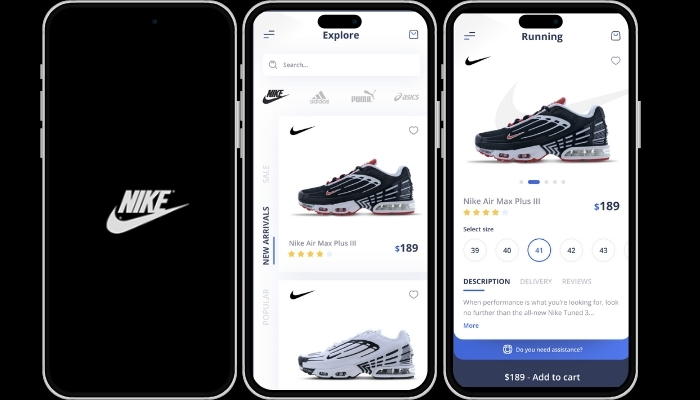 NIKE
Explore
Search...
NIKE
adidas
PUMA
asics
SALE
NEW ARRIVALS
POPULAR
Nike Air Max Plus III
$189
Running
Nike Air Max Plus III
$189
Select size
39 40 41 42 43
DESCRIPTION DELIVERY REVIEWS
When performance is what you're looking for, look
no further than the all-new Nike Tuned 3...
More
Do you need assistance?
$189 - Add to cart